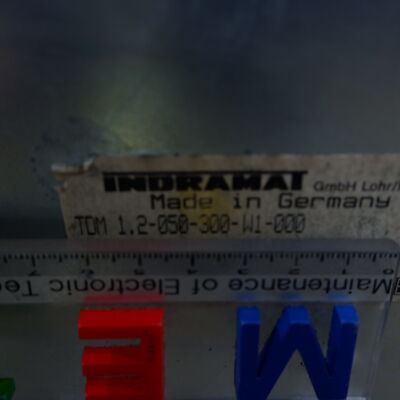 INDRAMAT GmbH Lohr/
Made in Germany
TDM 1.2-050-300-W1-000
Maintenance of Electronic Te
E M